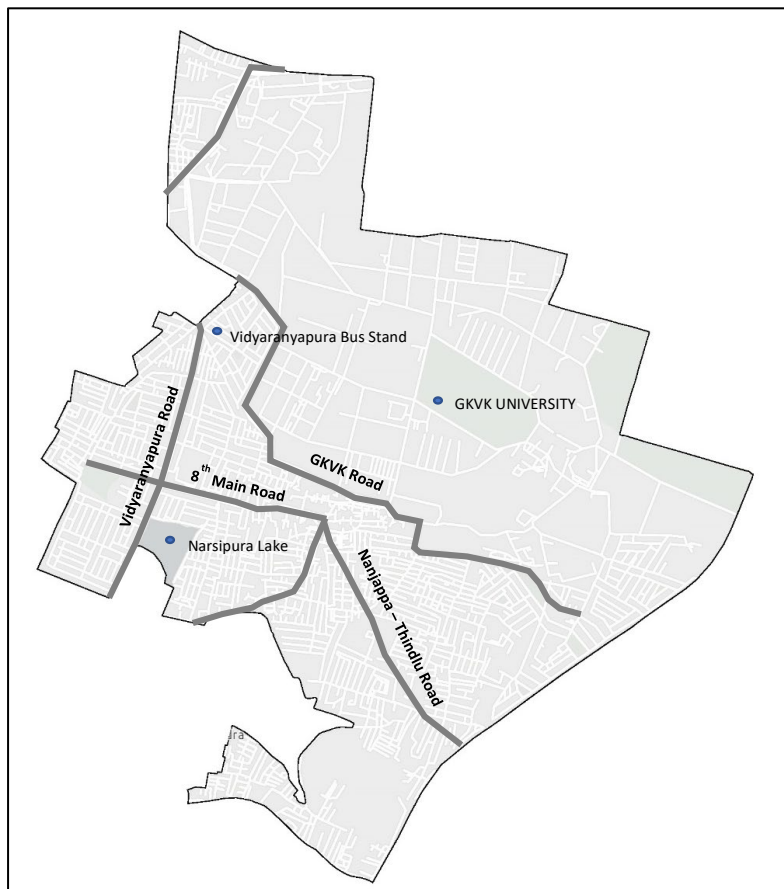 Vidyaranyapura Bus Stand
GKVK UNIVERSITY
Vidyaranyapura Road
GKVK Road
8th Main Road
Narsipura Lake
Nanjappa – Thindlu Road